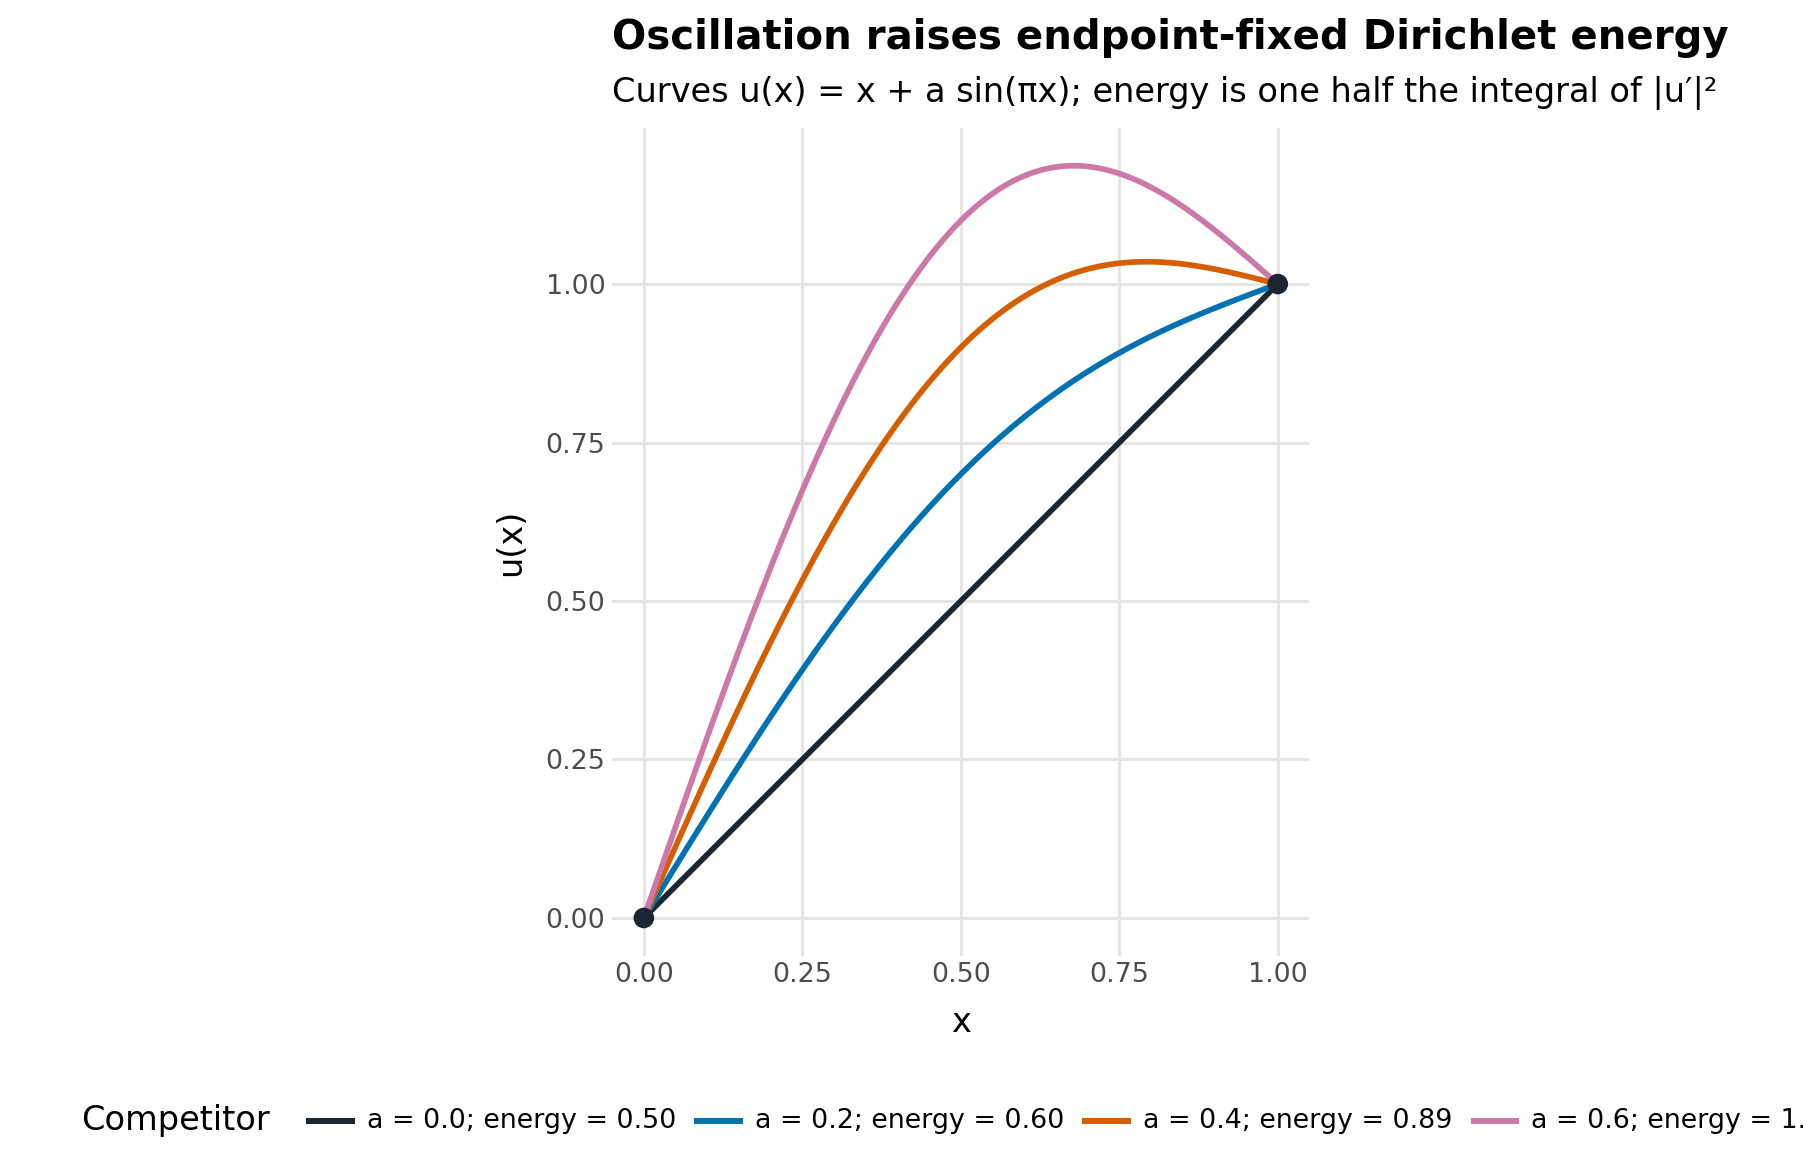 Oscillation raises endpoint-fixed Dirichlet energy
Curves u(x) = x + a sin(πx); energy is one half the integral of |u′|²
u(x)
1.00
0.75
0.50
0.25
0.00
0.00 0.25 0.50 0.75 1.00
x
Competitor a = 0.0; energy = 0.50 a = 0.2; energy = 0.60 a = 0.4; energy = 0.89 a = 0.6; energy = 1.